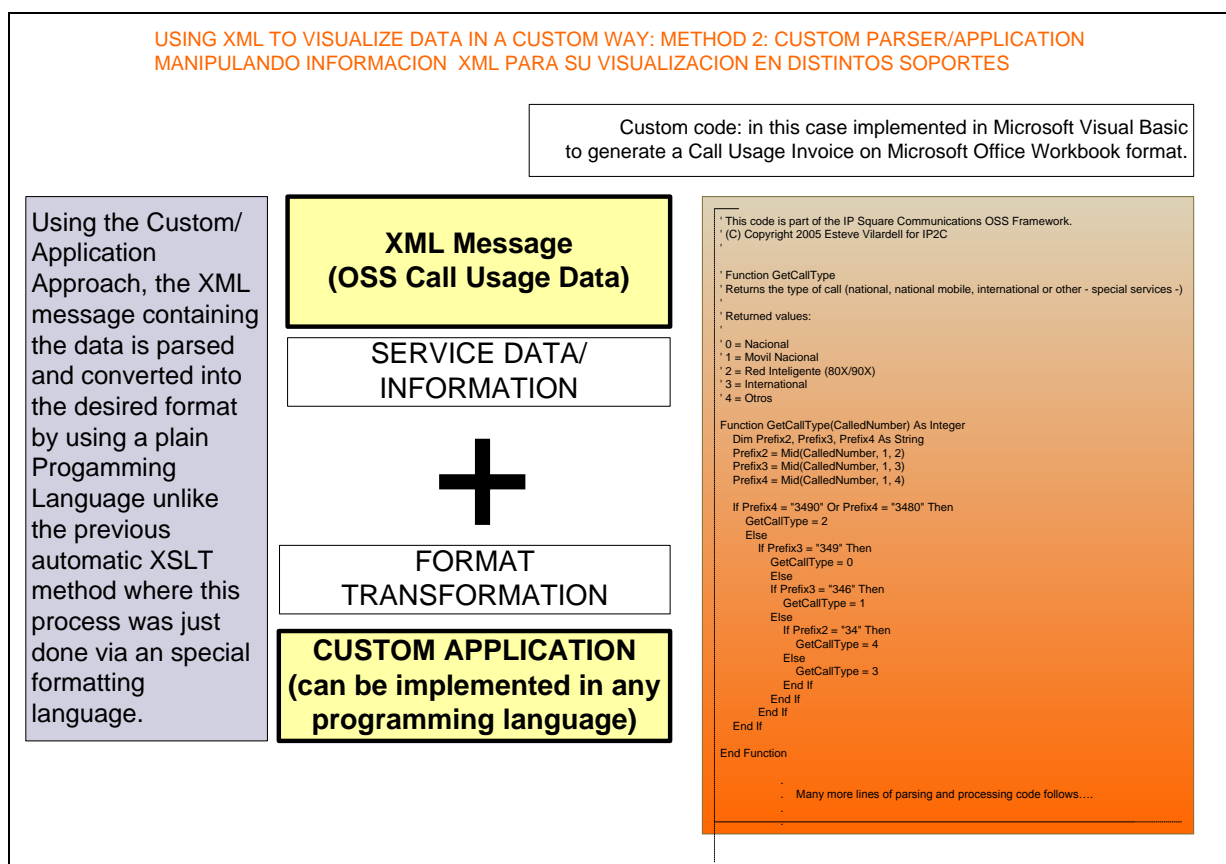 USING XML TO VISUALIZE DATA IN A CUSTOM WAY: METHOD 2: CUSTOM PARSER/APPLICATION
MANIPULANDO INFORMACION XML PARA SU VISUALIZACION EN DISTINTOS SOPORTES
Custom code: in this case implemented in Microsoft Visual Basic
to generate a Call Usage Invoice on Microsoft Office Workbook format.
Using the Custom/
Application
Approach, the XML
message containing
the data is parsed
and converted into
the desired format
by using a plain
Progamming
Language unlike
the previous
automatic XSLT
method where this
process was just
done via an special
formatting
language.
XML Message
(OSS Call Usage Data)
SERVICE DATA/
INFORMATION
+
FORMAT
TRANSFORMATION
CUSTOM APPLICATION
(can be implemented in any
programming language)
' This code is part of the IP Square Communications OSS Framework.
' (C) Copyright 2005 Esteve Vilardell for IP2C
'
' Function GetCallType
' Returns the type of call (national, national mobile, international or other - special services -)
'
' Returned values:
'
' 0 = Nacional
' 1 = Movil Nacional
' 2 = Red Inteligente (80X/90X)
' 3 = International
' 4 = Otros
Function GetCallType(CalledNumber) As Integer
Dim Prefix2, Prefix3, Prefix4 As String
Prefix2 = Mid(CalledNumber, 1, 2)
Prefix3 = Mid(CalledNumber, 1, 3)
Prefix4 = Mid(CalledNumber, 1, 4)
If Prefix4 = "3490" Or Prefix4 = "3480" Then
GetCallType = 2
Else
If Prefix3 = "349" Then
GetCallType = 0
Else
If Prefix3 = "346" Then
GetCallType = 1
Else
If Prefix2 = "34" Then
GetCallType = 4
Else
GetCallType = 3
End If
End If
End If
End If
End Function
.
. Many more lines of parsing and processing code follows….
.
.